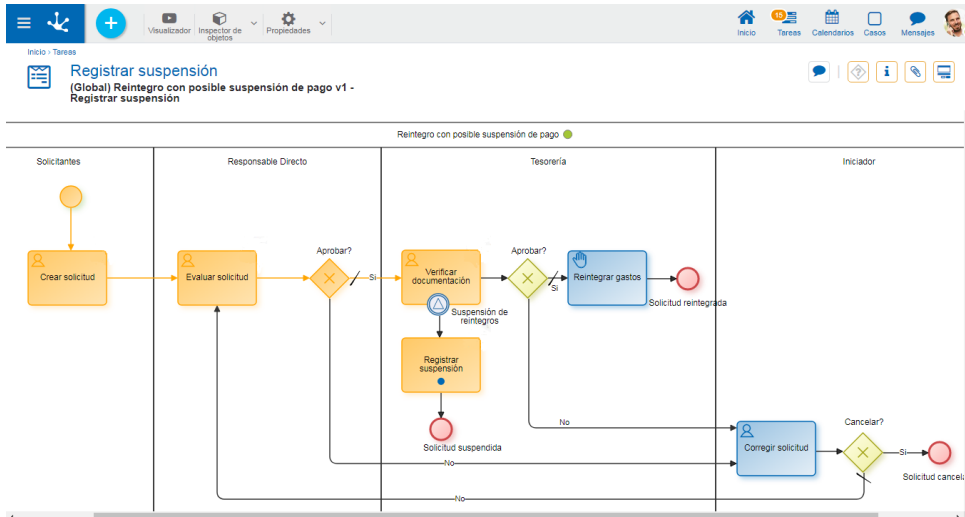 Visualizador
Inspector de
objetos
Propiedades
Inicio
15
Tareas
Calendarios
Casos
Mensajes
Inicio › Tareas
Registrar suspensión
(Global) Reintegro con posible suspensión de pago v1 -
Registrar suspensión
Reintegro con posible suspensión de pago
Solicitantes
Responsable Directo
Tesorería
Iniciador
Crear solicitud
Evaluar solicitud
Aprobar?
Si
Verificar
documentación
Aprobar?
Si
Reintegrar gastos
Solicitud reintegrada
Suspensión de
reintegros
Registrar
suspensión
Solicitud suspendida
No
No
No
Corregir solicitud
Cancelar?
Si
Solicitud cancela